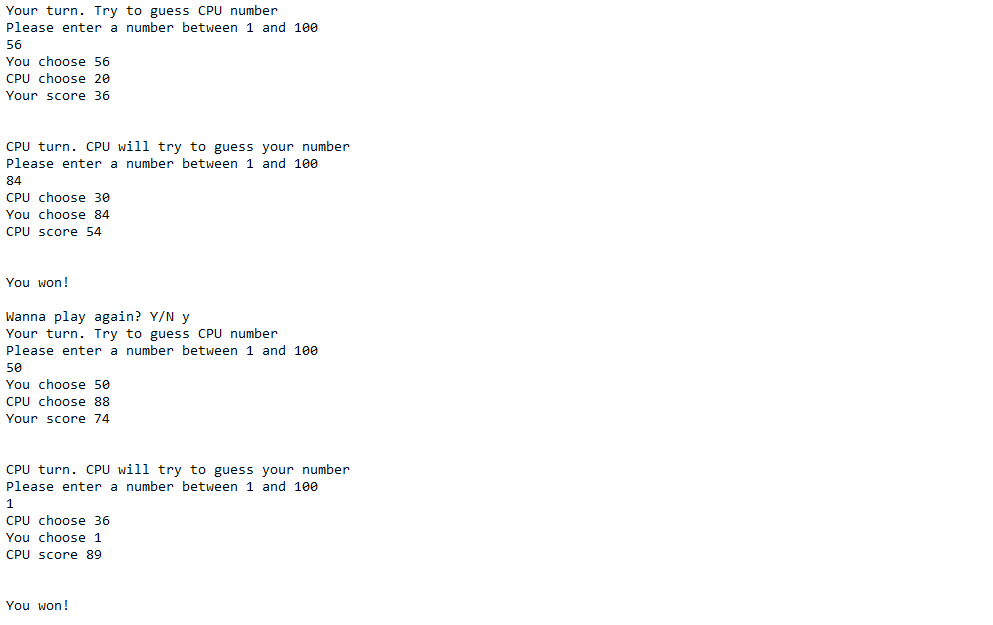 Your turn. Try to guess CPU number
Please enter a number between 1 and 100
56
You choose 56
CPU choose 20
Your score 36
CPU turn. CPU will try to guess your number
Please enter a number between 1 and 100
84
CPU choose 30
You choose 84
CPU score 54
You won!
Wanna play again? Y/N y
Your turn. Try to guess CPU number
Please enter a number between 1 and 100
50
You choose 50
CPU choose 88
Your score 74
CPU turn. CPU will try to guess your number
Please enter a number between 1 and 100
1
CPU choose 36
You choose 1
CPU score 89
You won!